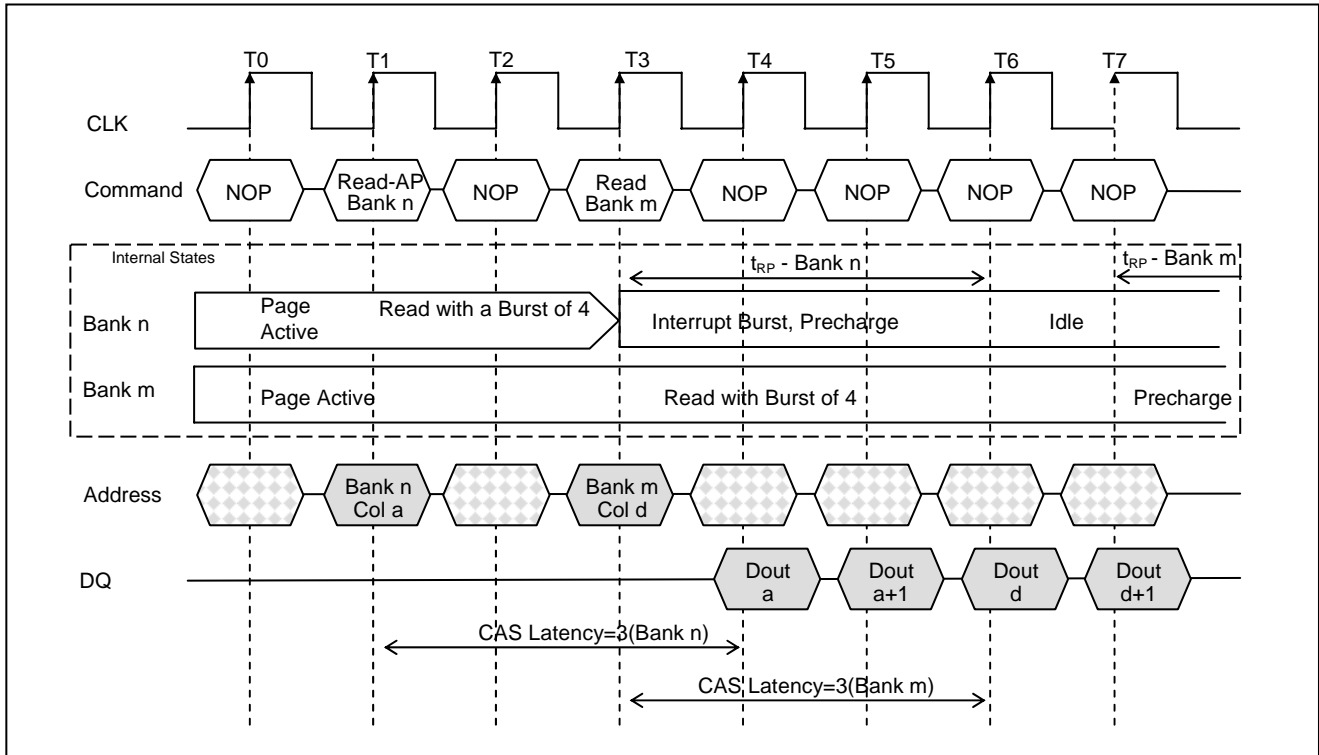 T0 T1 T2 T3 T4 T5 T6 T7
CLK
Command NOP Read-AP Bank n NOP Read Bank m NOP NOP NOP NOP
Internal States
tRP - Bank n
tRP - Bank m
Bank n
Page Active
Read with a Burst of 4
Interrupt Burst, Precharge
Idle
Bank m
Page Active
Read with Burst of 4
Precharge
Address
Bank n Col a
Bank m Col d
DQ
Dout a
Dout a+1
Dout d
Dout d+1
CAS Latency=3(Bank n)
CAS Latency=3(Bank m)